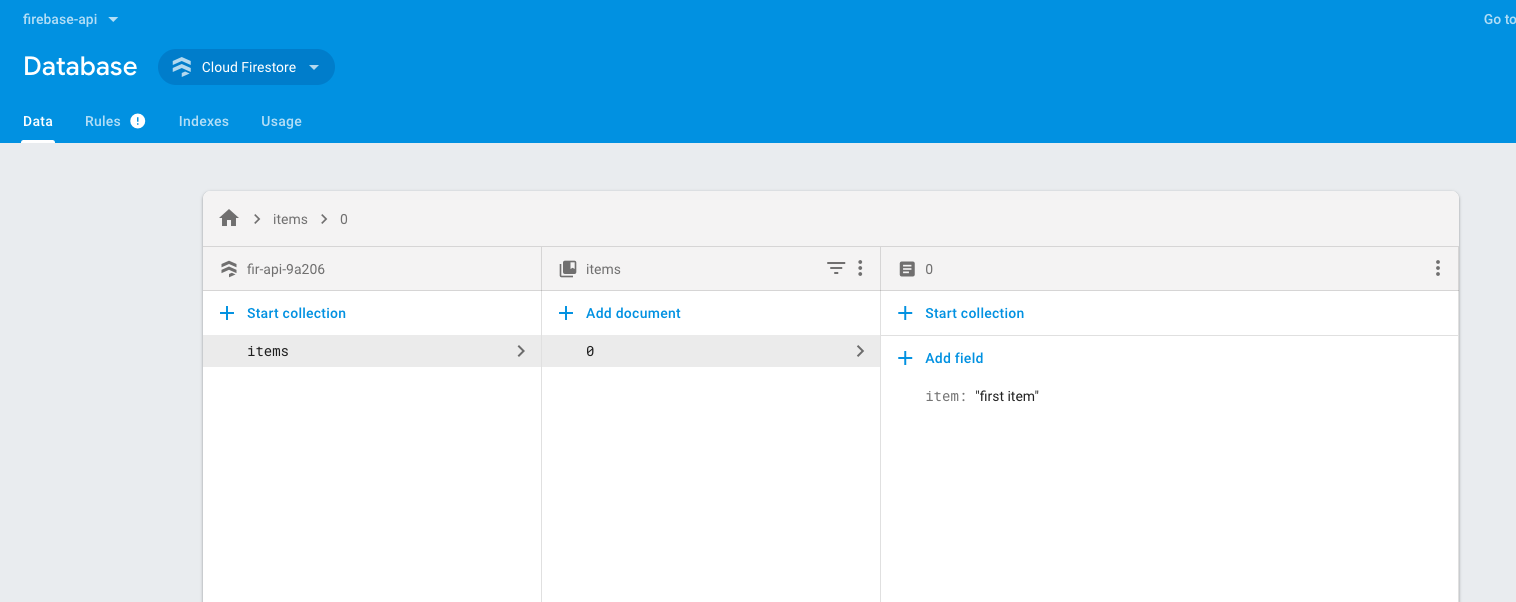 firebase-api
Go to
Database
Cloud Firestore
Data
Rules
!
Indexes
Usage
items
0
fir-api-9a206
items
0
Start collection
Add document
Start collection
items
0
Add field
item: "first item"